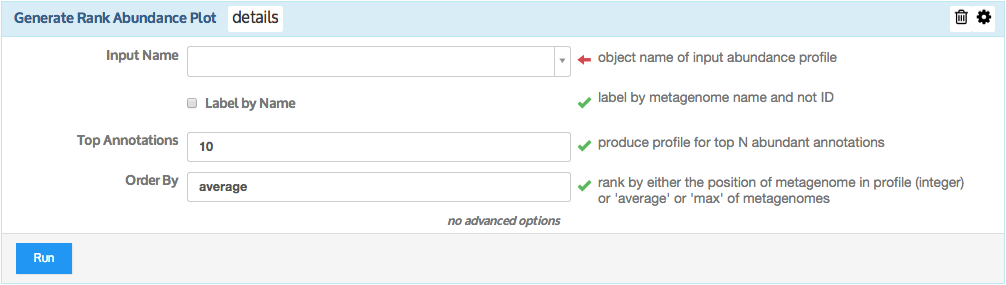 Generate Rank Abundance Plot details
Input Name
object name of input abundance profile
Label by Name
label by metagenome name and not ID
Top Annotations
10
produce profile for top N abundant annotations
Order By
average
rank by either the position of metagenome in profile (integer)
or 'average' or 'max' of metagenomes
no advanced options
Run